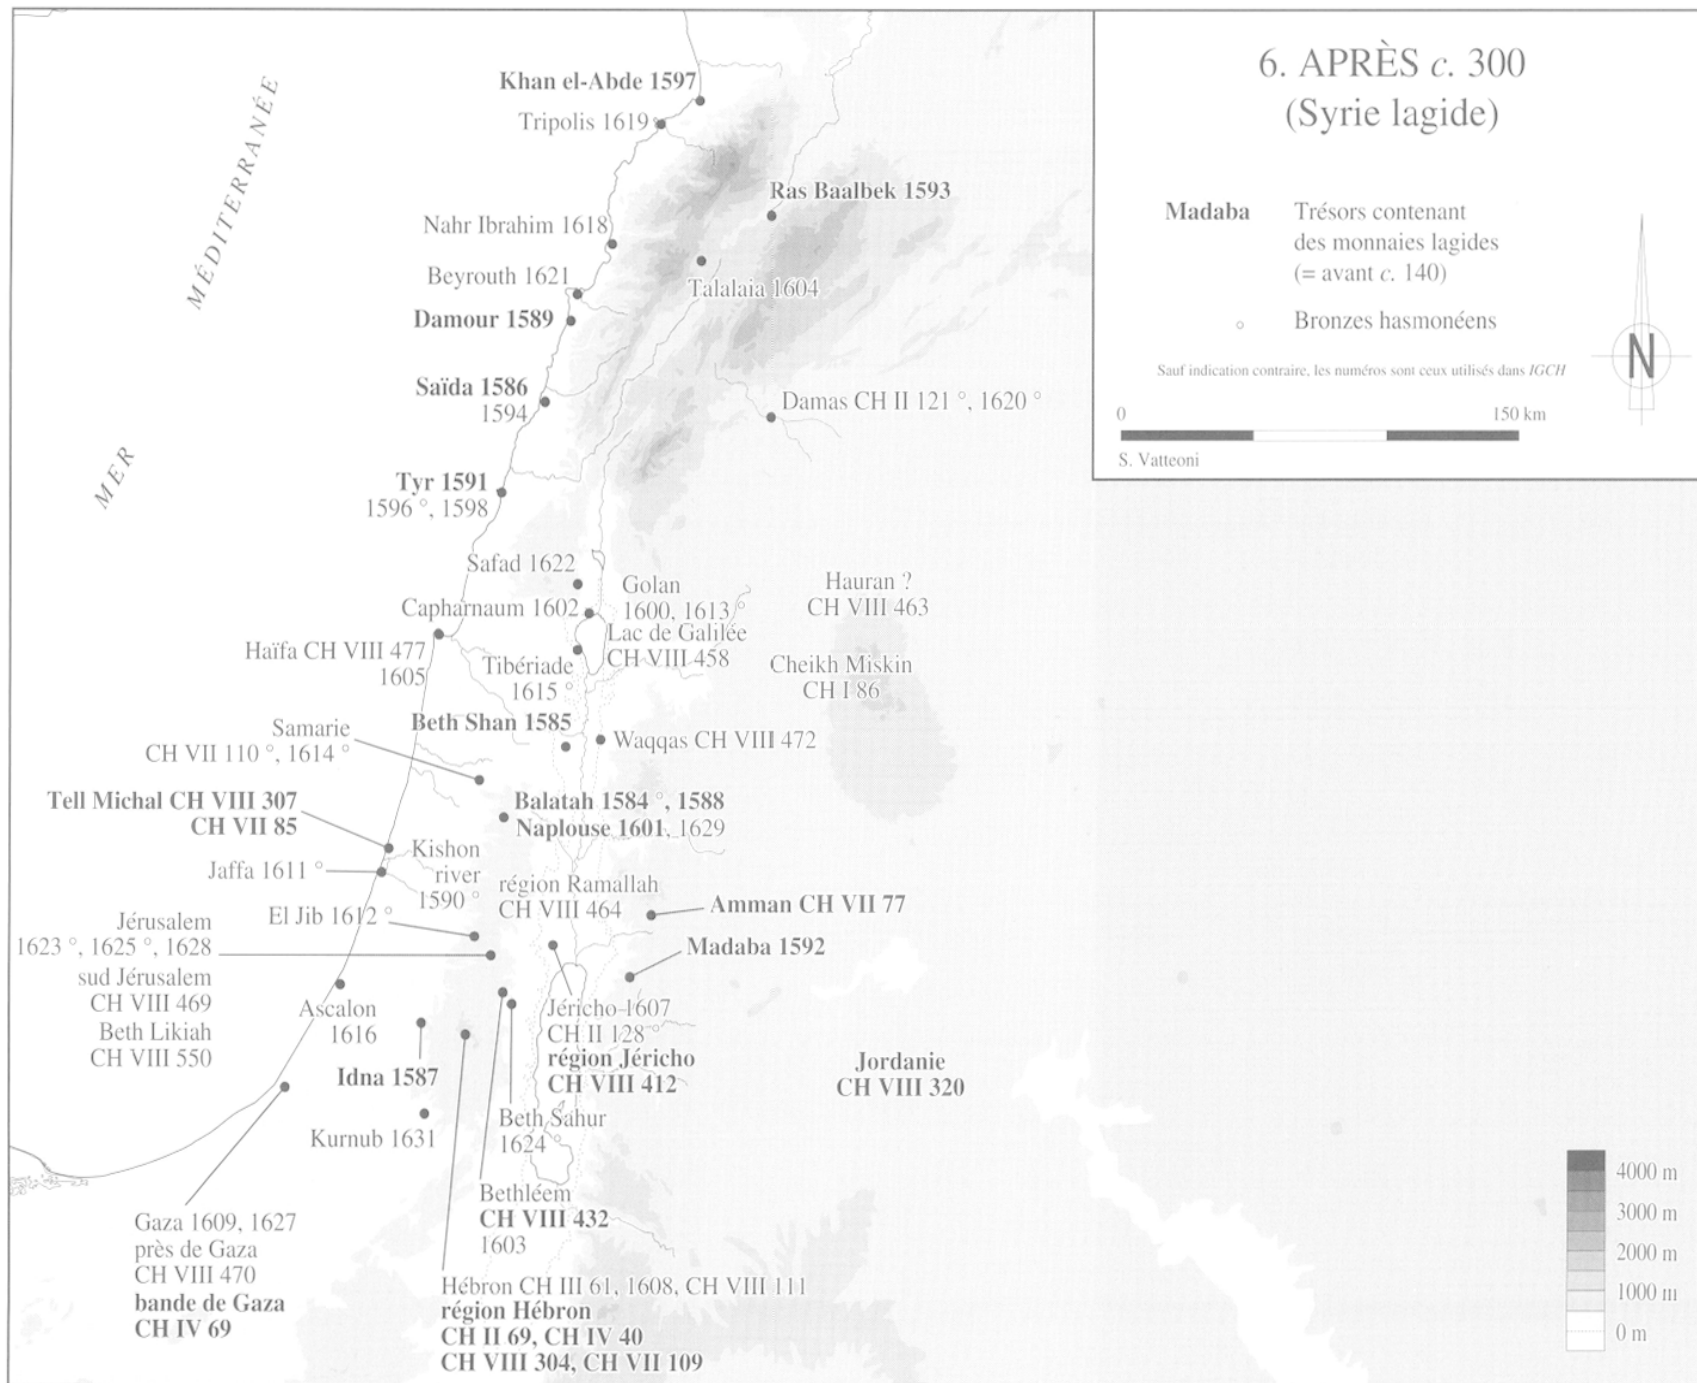 6. APRÈS c. 300
(Syrie lagide)
Madaba
Trésors contenant
des monnaies lagides
(= avant c. 140)
° Bronzes hasmonéens
Sauf indication contraire, les numéros sont ceux utilisés dans IGCH
0 150 km
S. Vatteoni
N
MER MÉDITERRANÉE
Khan el-Abde 1597
Tripolis 1619
Ras Baalbek 1593
Nahr Ibrahim 1618
Beyrouth 1621
Talalaia 1604
Damour 1589
Saïda 1586
1594
Damas CH II 121 °, 1620 °
Tyr 1591
1596 °, 1598
Safad 1622
Golan
1600, 1613 °
Hauran ?
CH VIII 463
Capharnaum 1602
Lac de Galilée
CH VIII 458
Haïfa CH VIII 477
1605
Tibériade
1615 °
Cheikh Miskin
CH I 86
Beth Shan 1585
Samarie
CH VII 110 °, 1614 °
Waqqas CH VIII 472
Tell Michal CH VIII 307
CH VII 85
Balatah 1584 °, 1588
Naplouse 1601, 1629
Jaffa 1611 °
Kishon
river
1590 °
région Ramallah
CH VIII 464
Amman CH VII 77
El Jib 1612 °
Jérusalem
1623 °, 1625 °, 1628
Madaba 1592
sud Jérusalem
CH VIII 469
Beth Likiah
CH VIII 550
Ascalon
1616
Jéricho 1607
CH II 128 °
région Jéricho
CH VIII 412
Idna 1587
Jordanie
CH VIII 320
Kurnub 1631
Beth Sahur
1624 °
Bethléem
CH VIII 432
1603
Gaza 1609, 1627
près de Gaza
CH VIII 470
bande de Gaza
CH IV 69
Hébron CH III 61, 1608, CH VIII 111
région Hébron
CH II 69, CH IV 40
CH VIII 304, CH VII 109
4000 m
3000 m
2000 m
1000 m
0 m